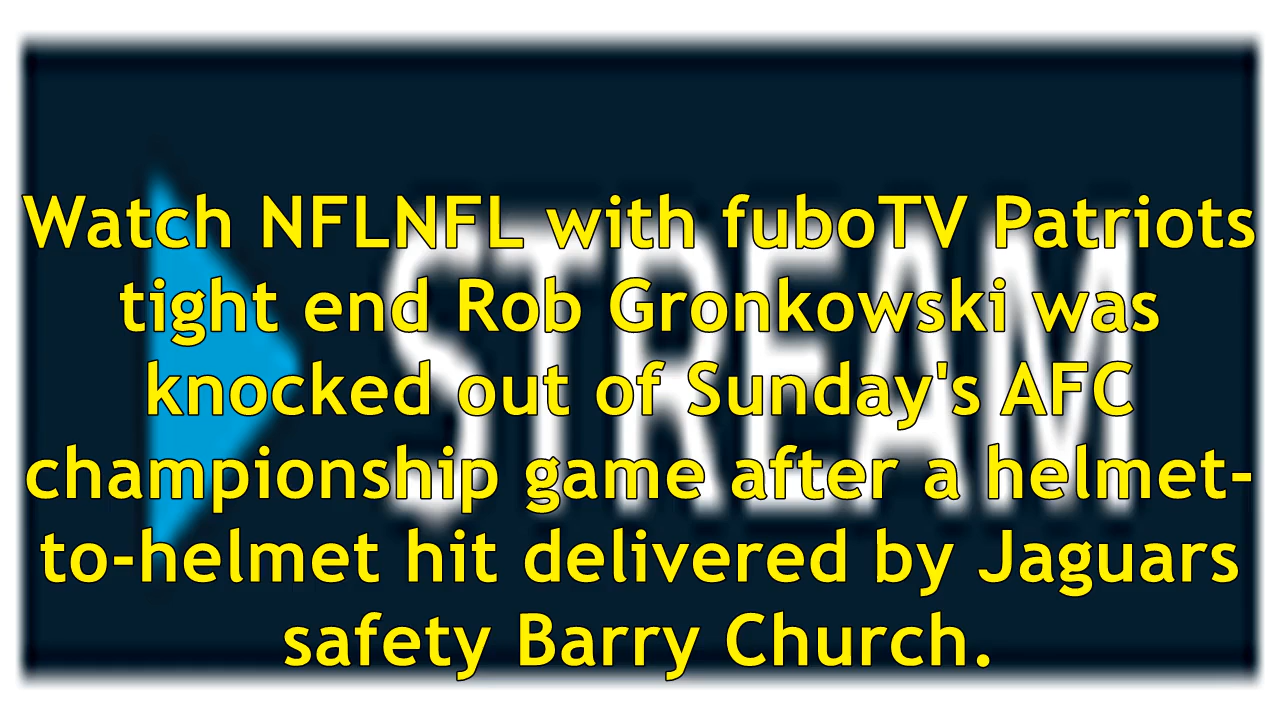 Watch NFLNFL with fuboTV Patriots
tight end Rob Gronkowski was
knocked out of Sunday's AFC
championship game after a helmet-
to-helmet hit delivered by Jaguars
safety Barry Church.
STREAM